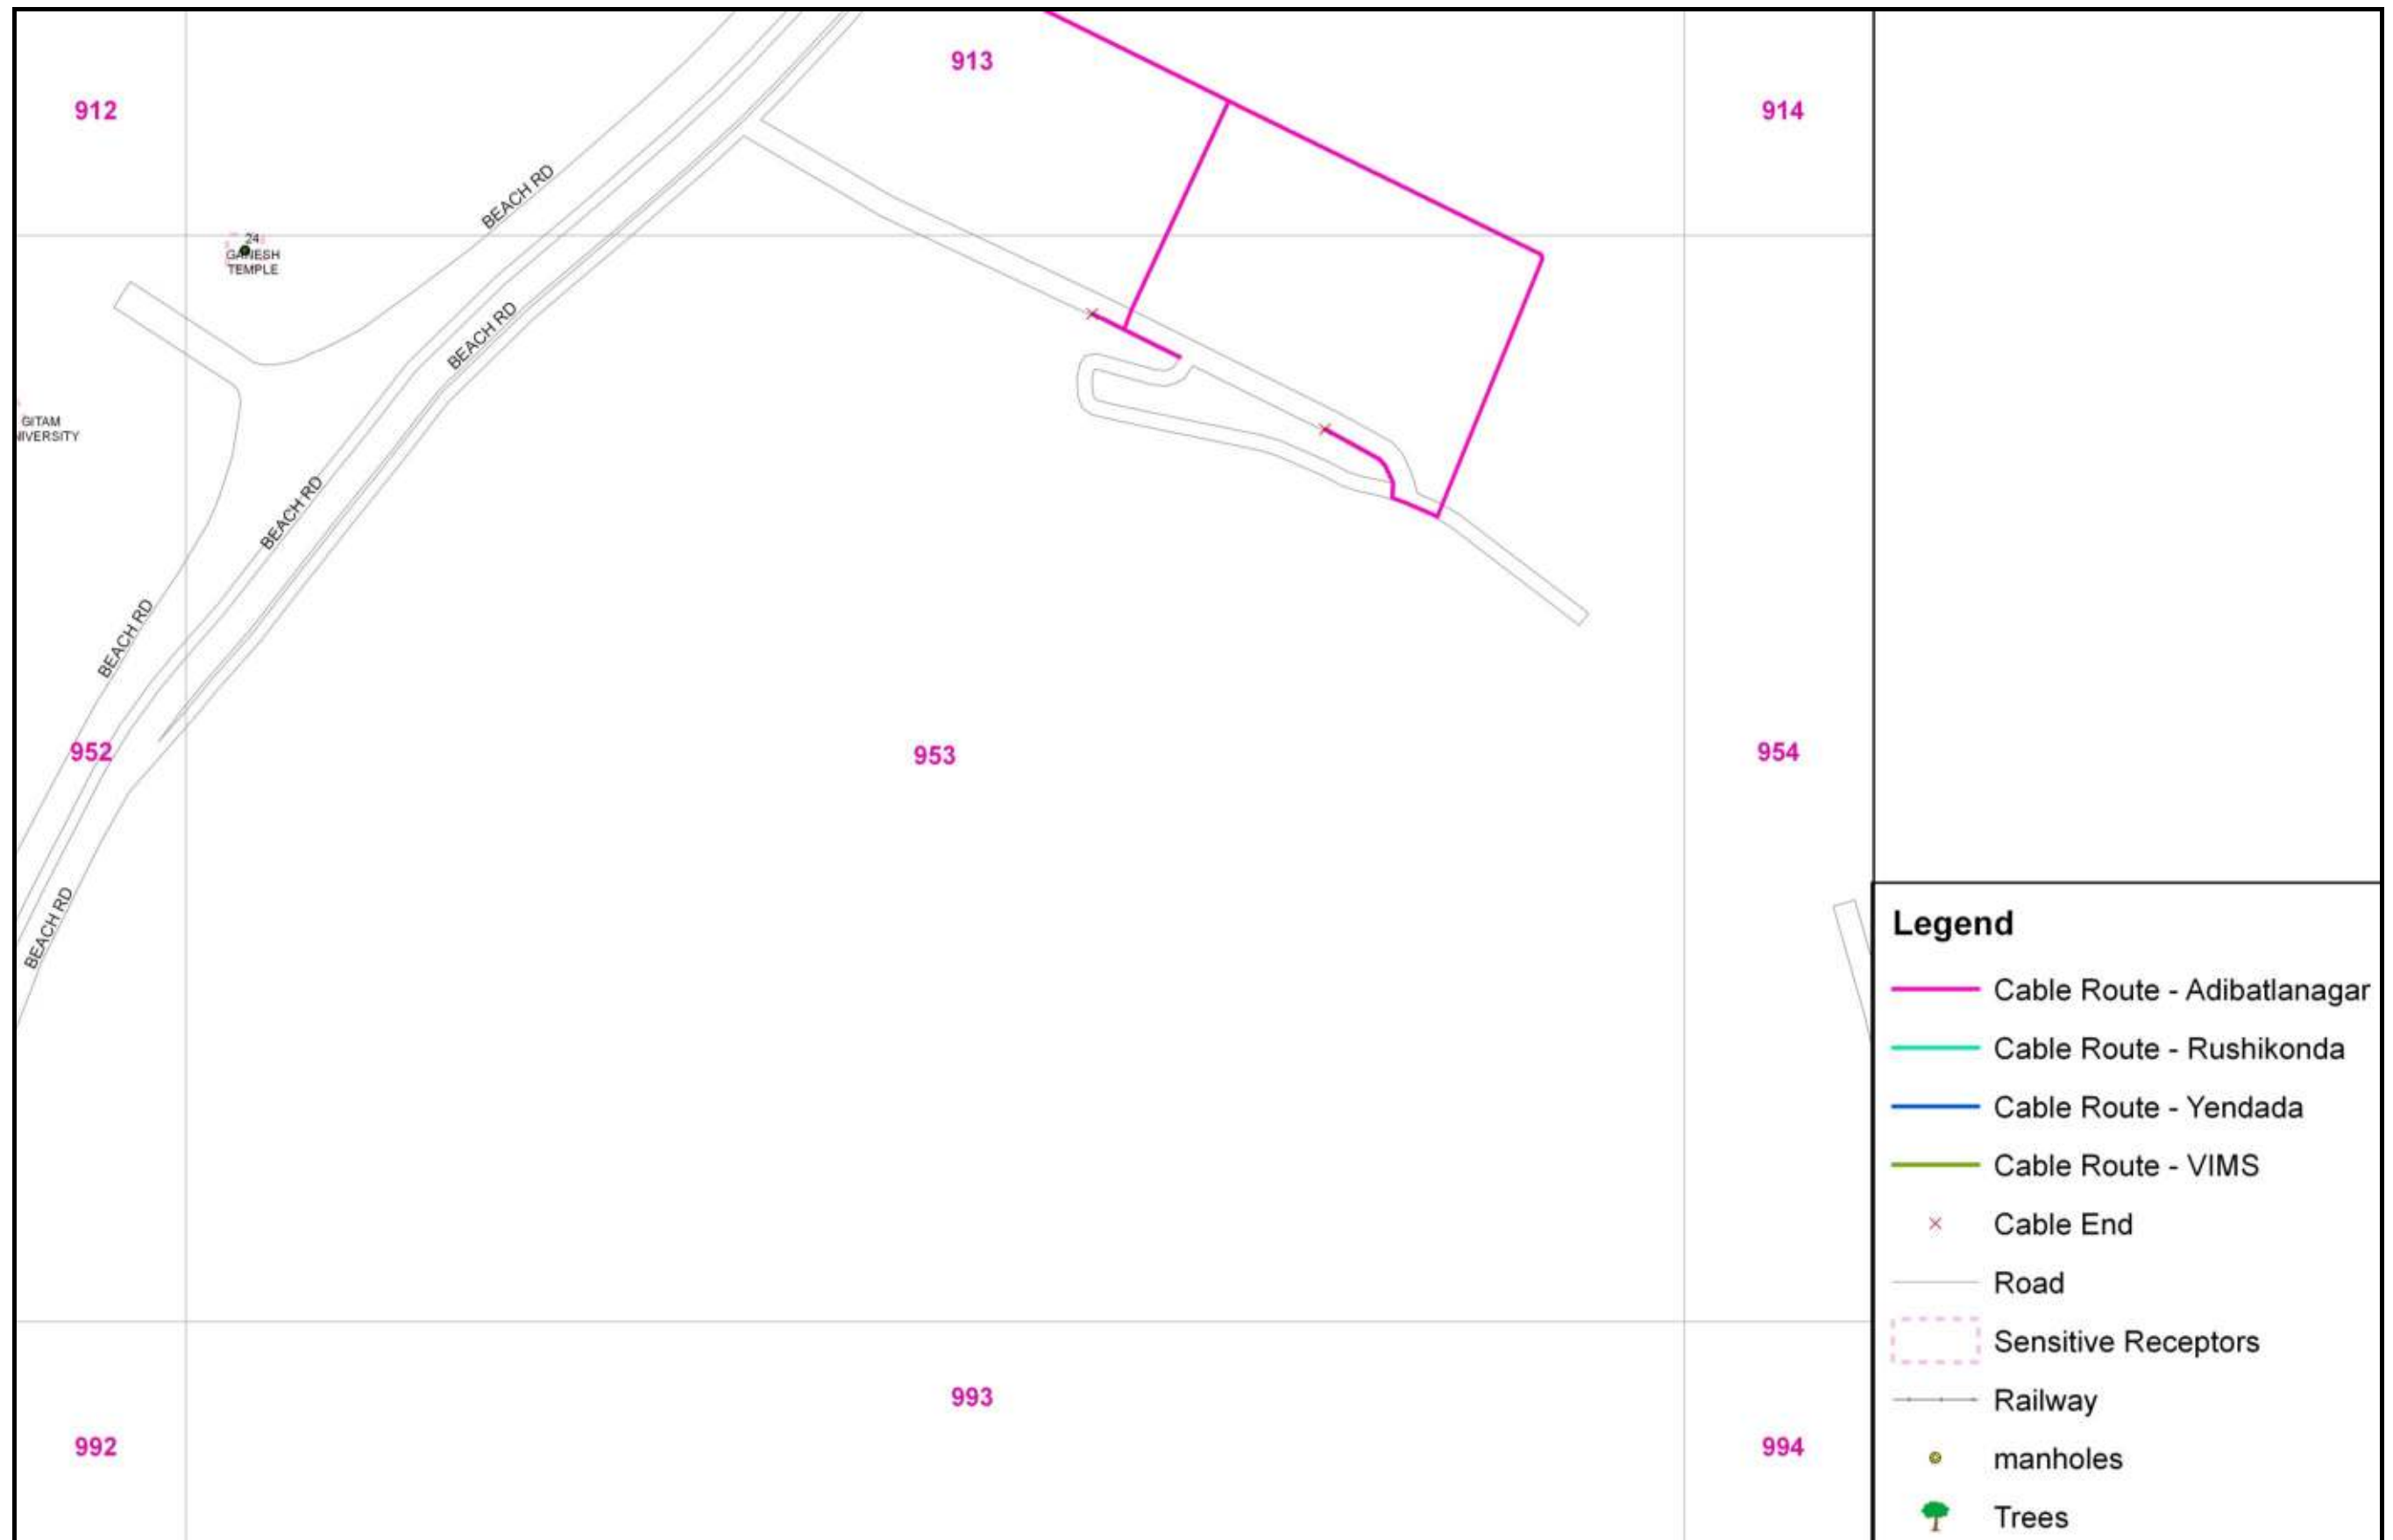 913
912
914
BEACH RD
24
GANESH
TEMPLE
BEACH RD
GITAM
NIVERSITY
BEACH RD
BEACH RD
952
953
954
BEACH RD
Legend
Cable Route - Adibatlanagar
Cable Route - Rushikonda
Cable Route - Yendada
Cable Route - VIMS
Cable End
Road
Sensitive Receptors
Railway
manholes
Trees
993
992
994